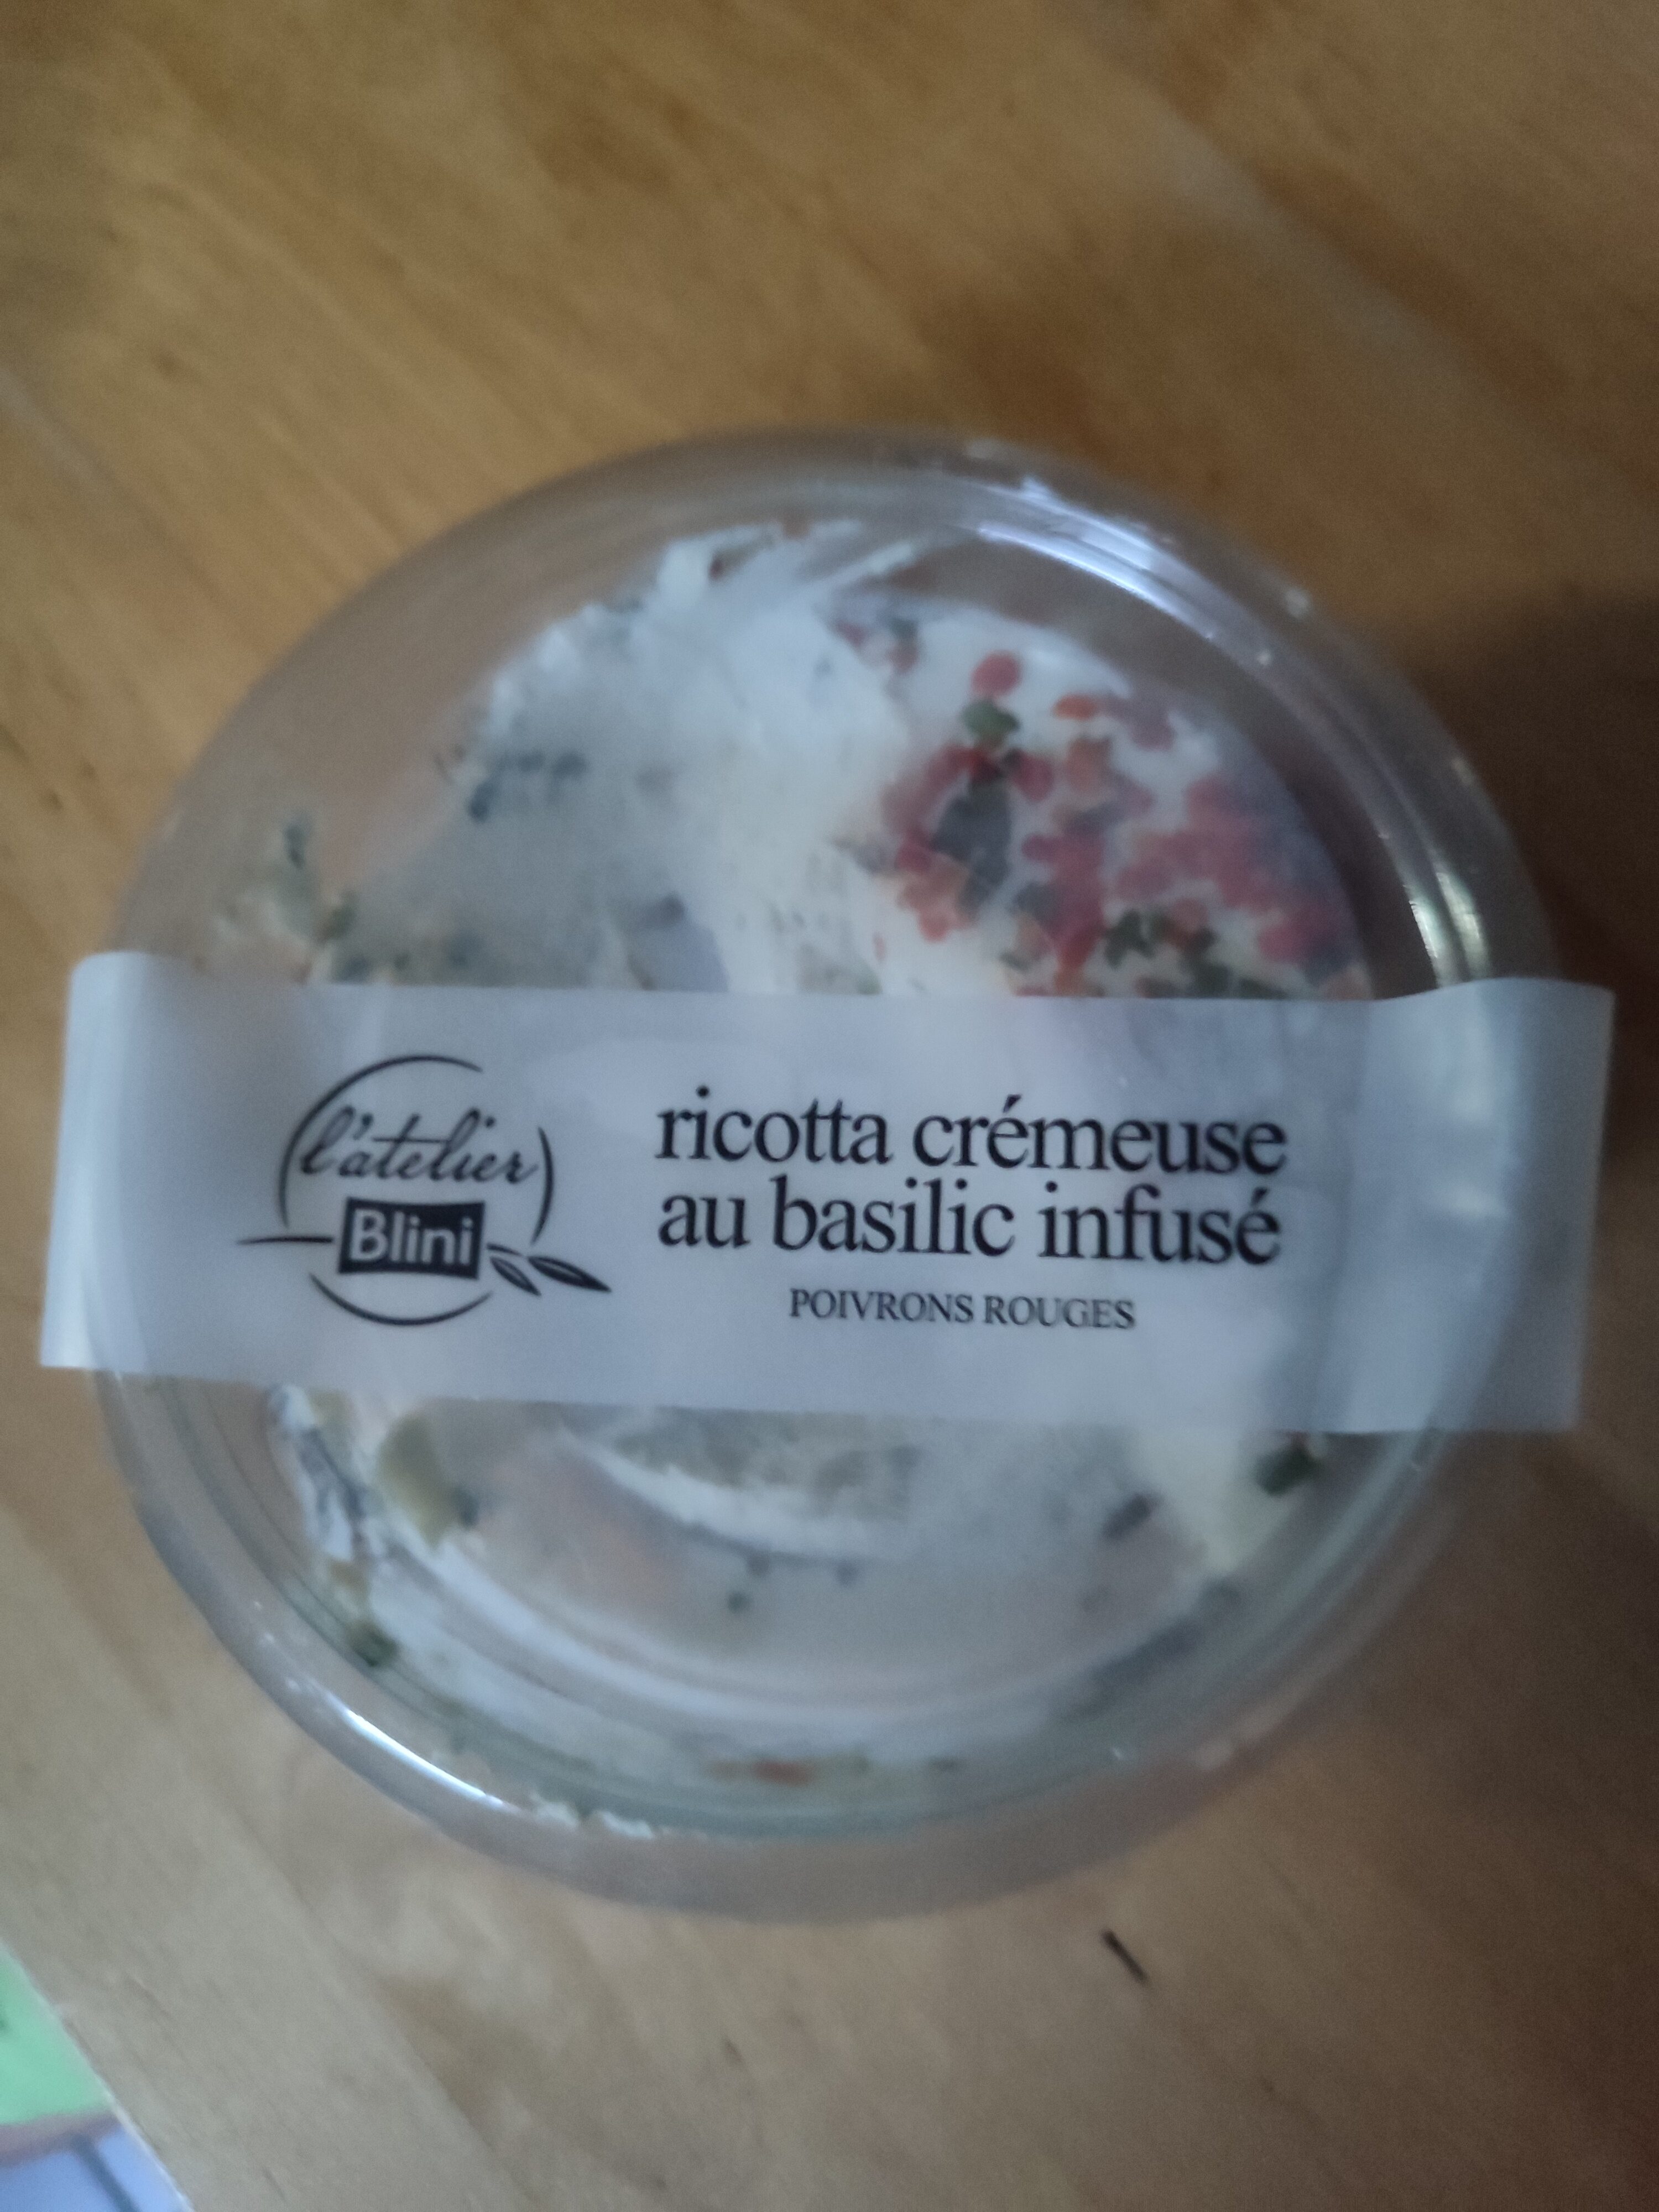 l'atelier
Blini
ricotta crémeuse
au basilic infusé
POIVRONS ROUGES